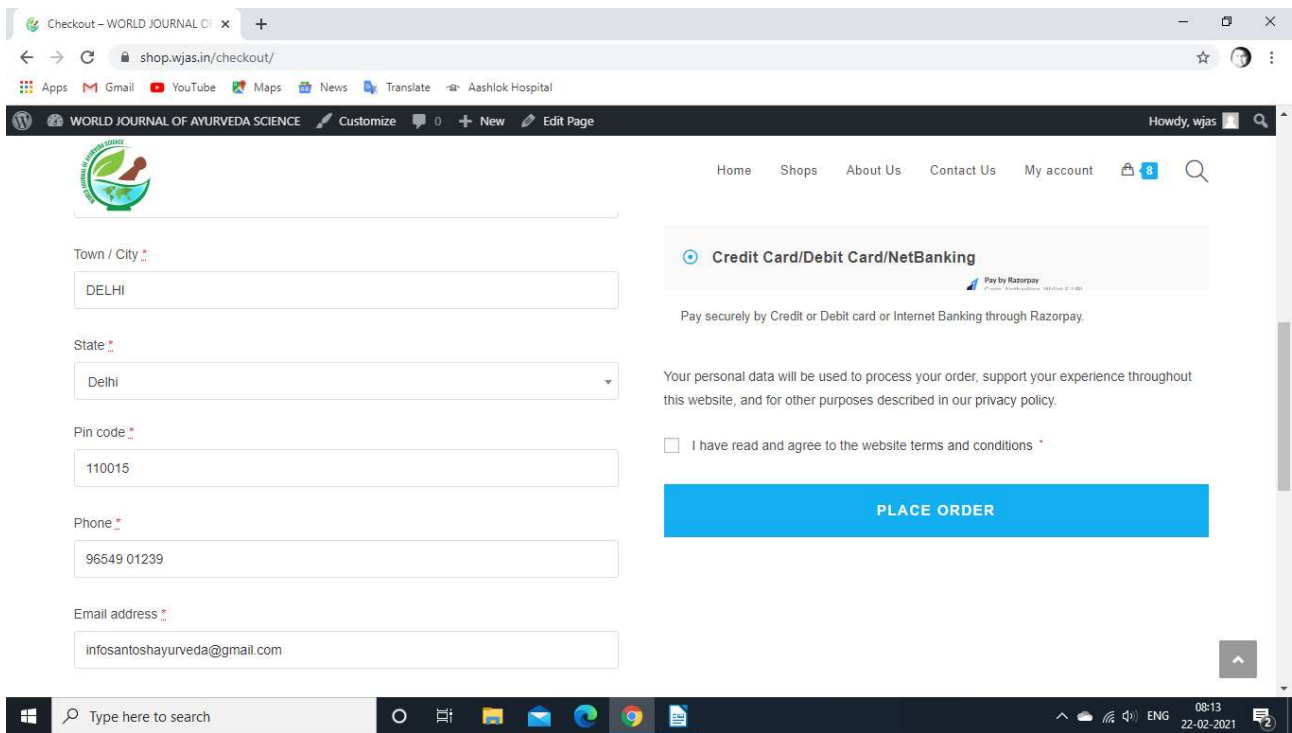 Checkout – WORLD JOURNAL OF
shop.wjas.in/checkout/
Apps Gmail YouTube Maps News Translate Aashlok Hospital
WORLD JOURNAL OF AYURVEDA SCIENCE Customize 0 New Edit Page Howdy, wjas
Home Shops About Us Contact Us My account 8
Town / City *
DELHI
State *
Delhi
Pin code *
110015
Phone *
96549 01239
Email address *
infosantoshayurveda@gmail.com
Credit Card/Debit Card/NetBanking
Pay by Razorpay
Pay securely by Credit or Debit card or Internet Banking through Razorpay.
Your personal data will be used to process your order, support your experience throughout
this website, and for other purposes described in our privacy policy.
I have read and agree to the website terms and conditions *
PLACE ORDER
Type here to search
ENG
08:13
22-02-2021
2